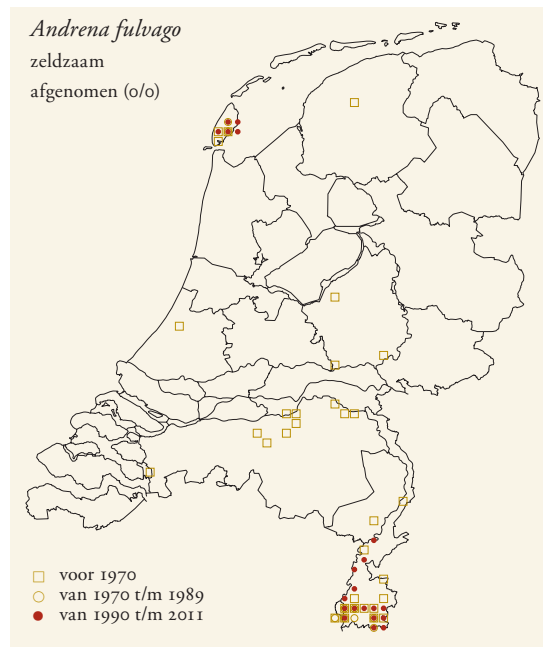 Andrena fulvago
zeldzaam
afgenomen (0/0)
voor 1970
van 1970 t/m 1989
van 1990 t/m 2011